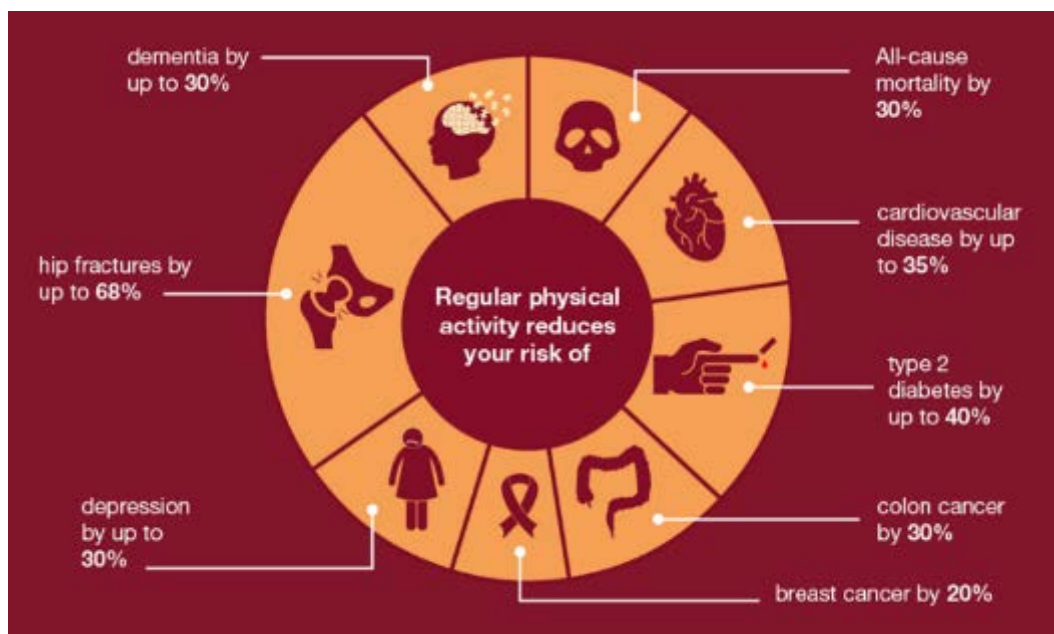 Regular physical
activity reduces
your risk of
All-cause
mortality by
30%
cardiovascular
disease by up
to 35%
type 2
diabetes by
up to 40%
colon cancer
by 30%
breast cancer by 20%
depression
by up to
30%
hip fractures by
up to 68%
dementia by
up to 30%